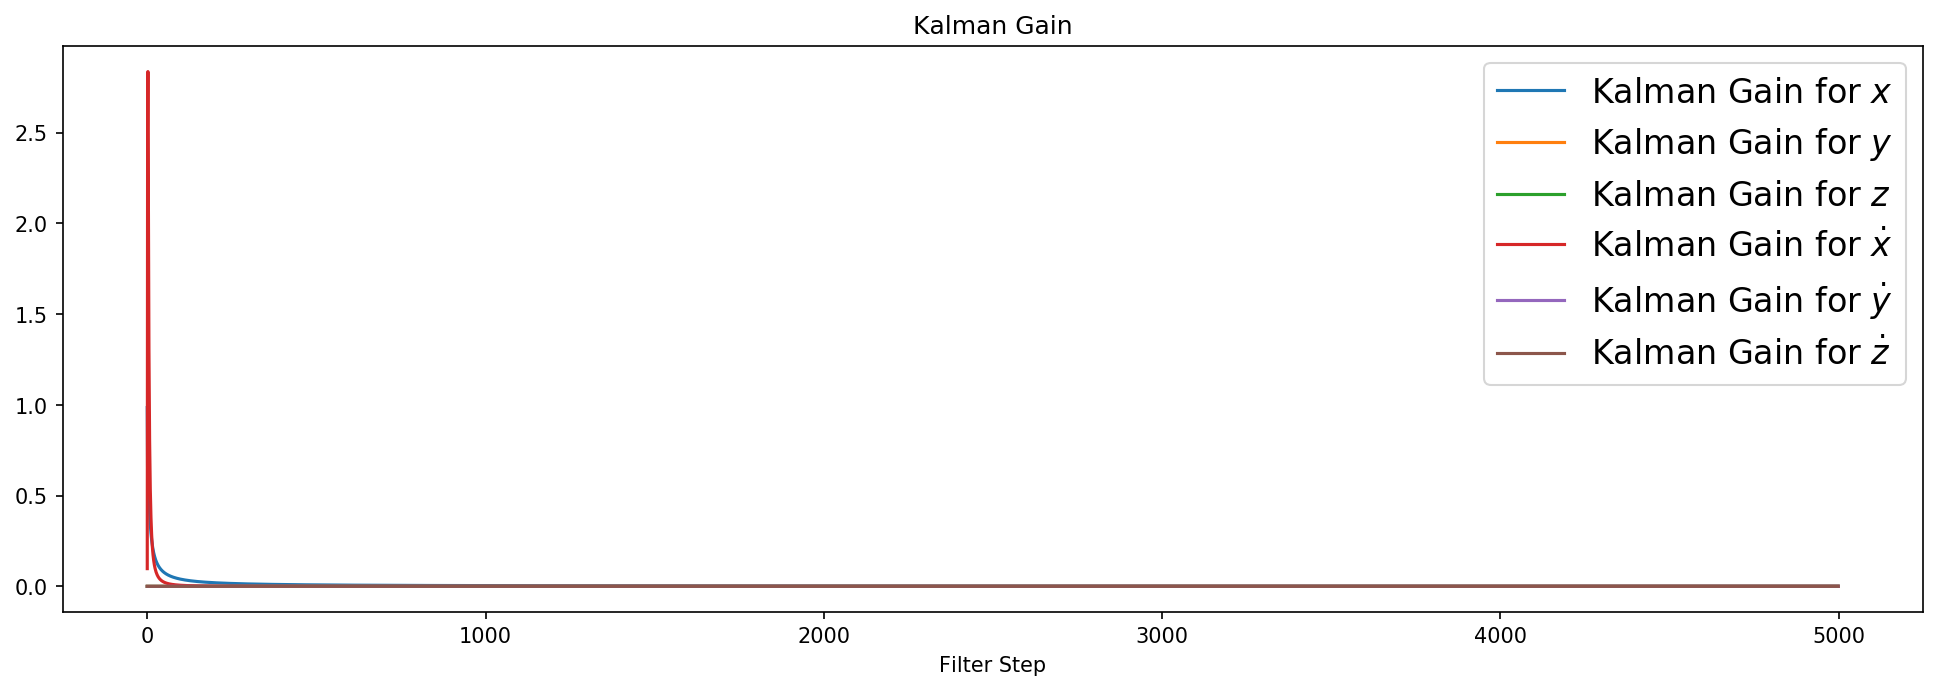 Kalman Gain
Kalman Gain for x
Kalman Gain for y
Kalman Gain for z
Kalman Gain for ẋ
Kalman Gain for ẏ
Kalman Gain for ż
2.5
2.0
1.5
1.0
0.5
0.0
0 1000 2000 3000 4000 5000
Filter Step